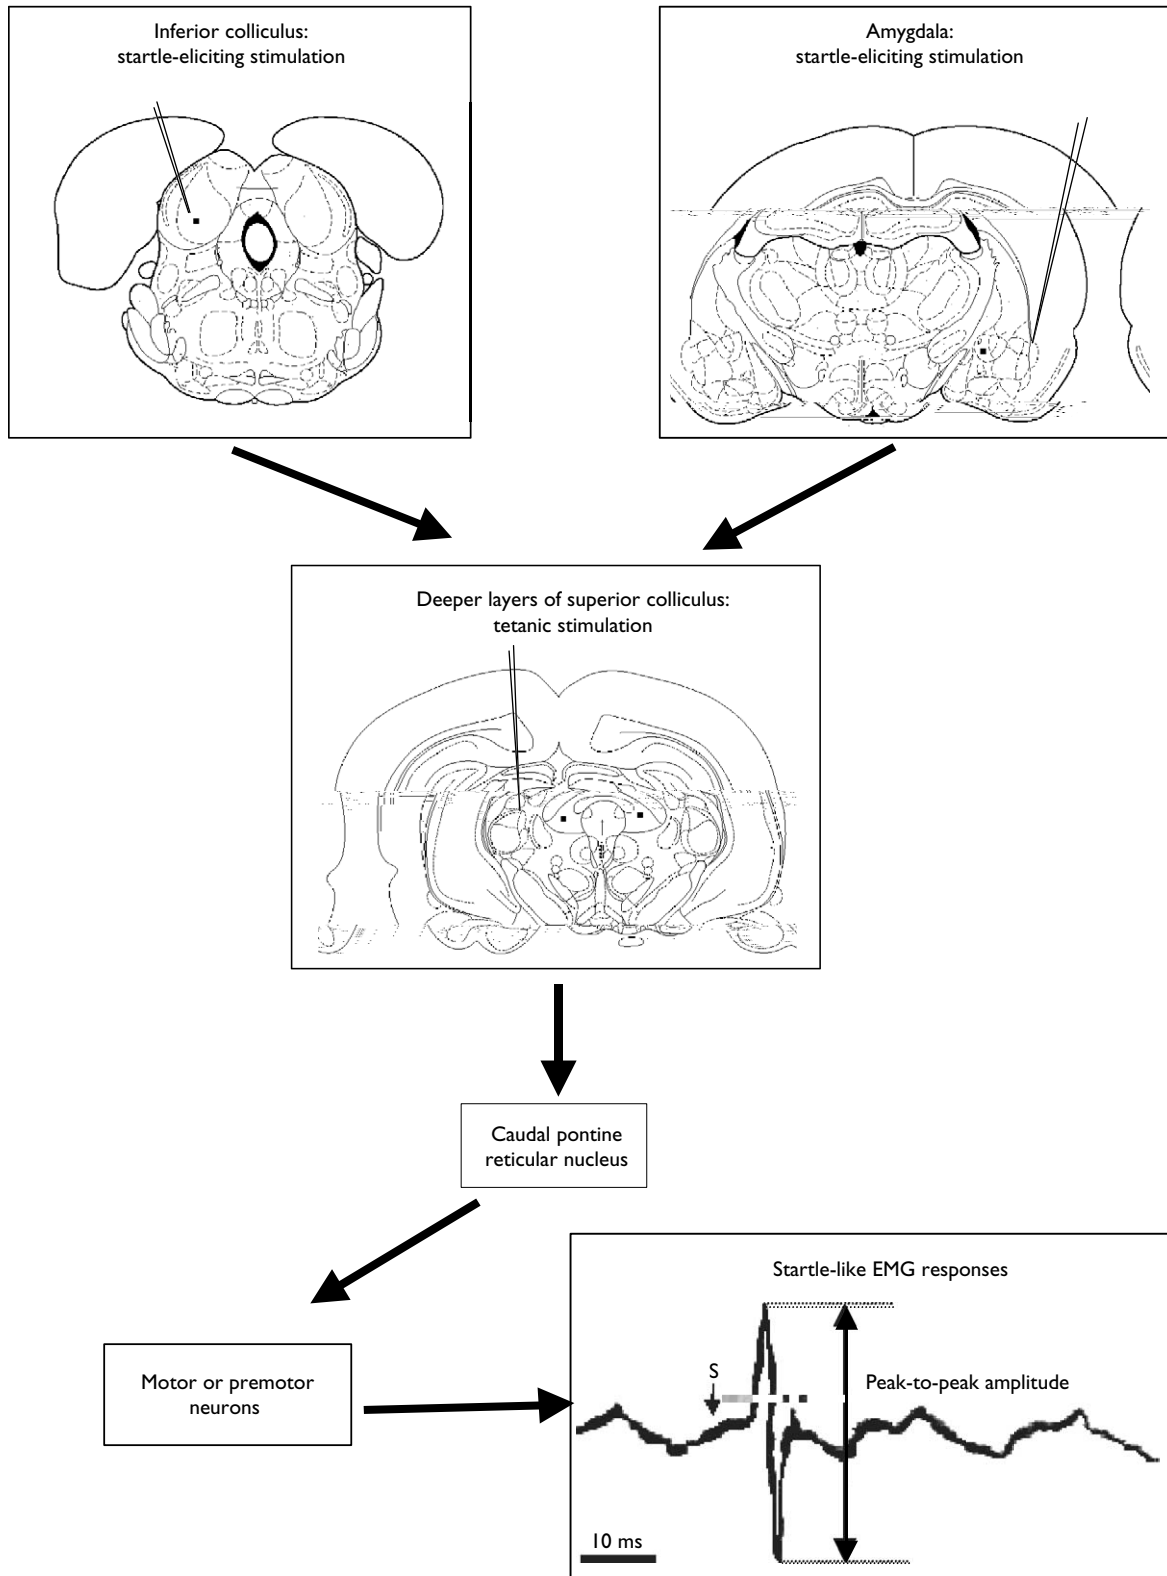 Inferior colliculus:
startle-eliciting stimulation
Amygdala:
startle-eliciting stimulation
Deeper layers of superior colliculus:
tetanic stimulation
Caudal pontine
reticular nucleus
Motor or premotor
neurons
Startle-like EMG responses
S
Peak-to-peak amplitude
10 ms